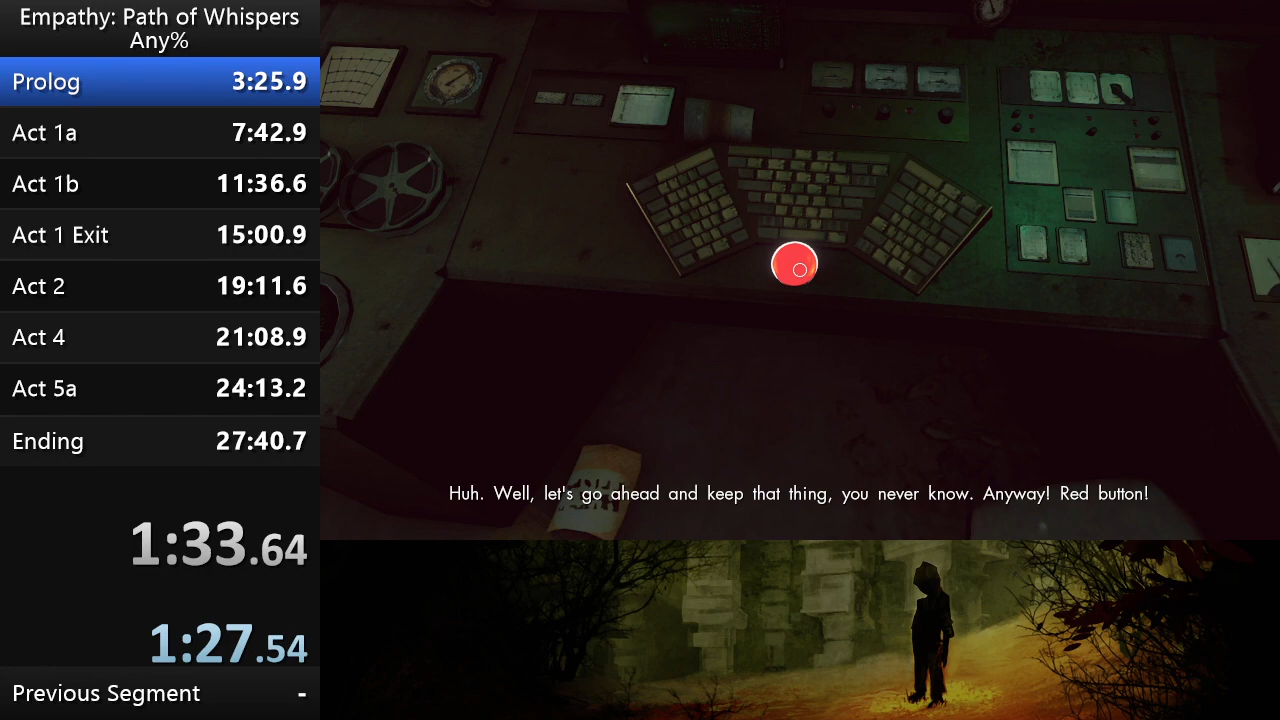 Empathy: Path of Whispers
Any%
Prolog 3:25.9
Act 1a 7:42.9
Act 1b 11:36.6
Act 1 Exit 15:00.9
Act 2 19:11.6
Act 4 21:08.9
Act 5a 24:13.2
Ending 27:40.7
1:33.64
1:27.54
Previous Segment -
Huh. Well, let's go ahead and keep that thing, you never know. Anyway! Red button!